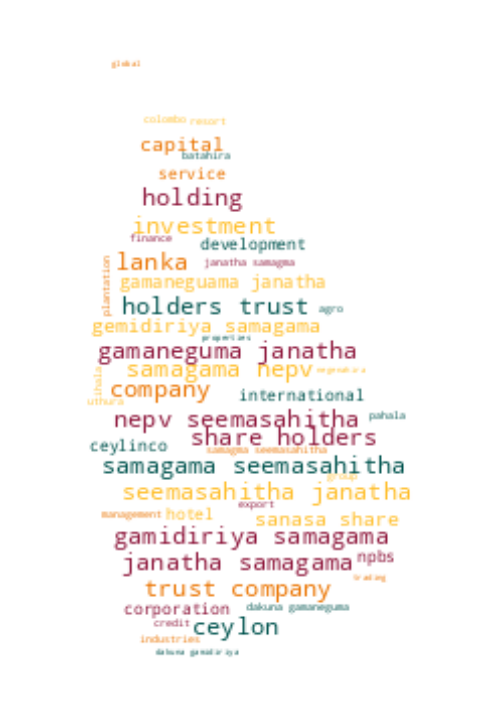 global
colombo resort
capital
batahira
service
holding
investment
finance
development
lanka
janatha samagma
plantation
gamaneguama janatha
holders trust
agro
gemidiriya samagama
properties
gamaneguma janatha
samagama nepv
company
international
uthura
nepv seemasahitha
pahala
share holders
ceylinco
samagma seemasahitha
samagama seemasahitha
group
seemasahitha janatha
export
management
hotel
sanasa share
gamidiriya samagama
janatha samagama
npbs
trading
trust company
corporation
dakuna gamaneguma
credit
ceylon
industries
dakuna gamidiriya